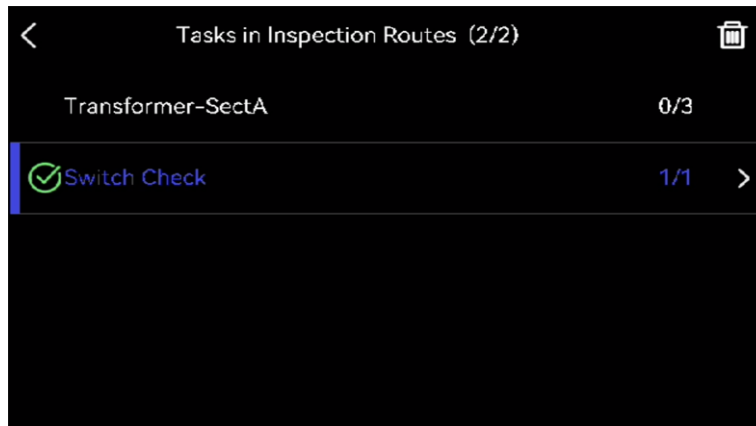 Tasks in Inspection Routes (2/2)
Transformer-SectA 0/3
Switch Check 1/1